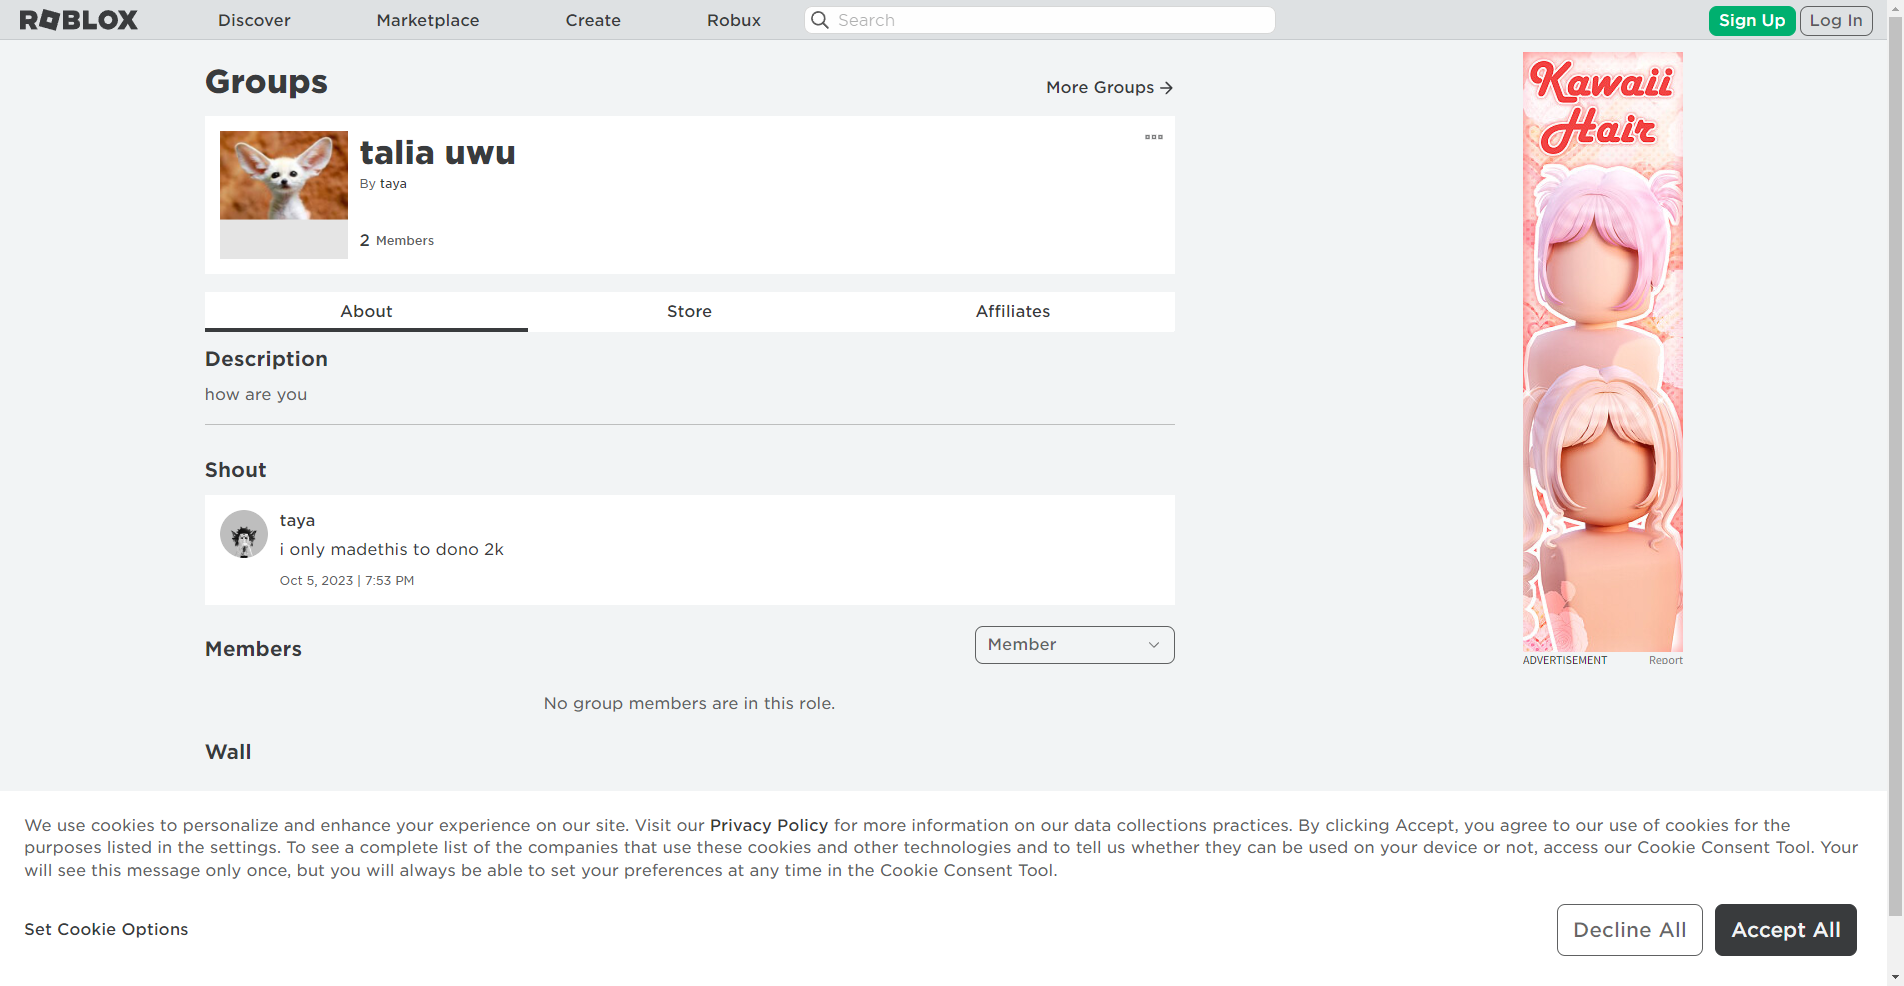 ROBLOX
Discover
Marketplace
Create
Robux
Search
Sign Up
Log In
Groups
More Groups →
talia uwu
By taya
2 Members
About
Store
Affiliates
Description
how are you
Shout
taya
i only madethis to dono 2k
Oct 5, 2023 | 7:53 PM
Members
Member
No group members are in this role.
Wall
Kawaii
Hair
ADVERTISEMENT
Report
We use cookies to personalize and enhance your experience on our site. Visit our Privacy Policy for more information on our data collections practices. By clicking Accept, you agree to our use of cookies for the
purposes listed in the settings. To see a complete list of the companies that use these cookies and other technologies and to tell us whether they can be used on your device or not, access our Cookie Consent Tool. Your
will see this message only once, but you will always be able to set your preferences at any time in the Cookie Consent Tool.
Set Cookie Options
Decline All
Accept All